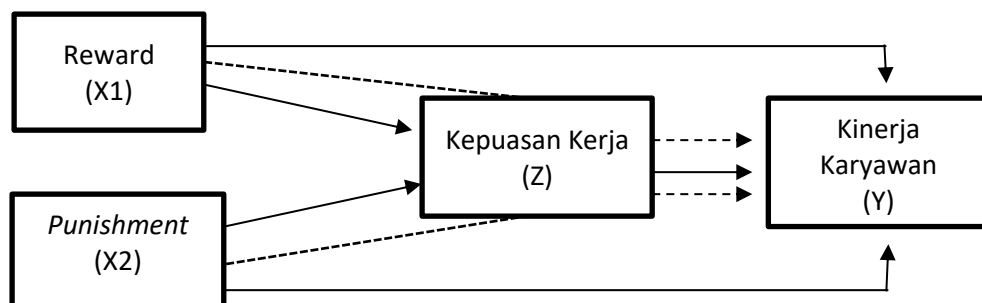 Reward
(X1)
Kepuasan Kerja
(Z)
Kinerja
Karyawan
(Y)
Punishment
(X2)